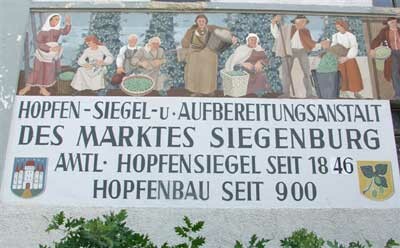 HOPFEN-SIEGEL-U·AUFBEREITUNGSANSTALT
DES MARKTES SIEGENBURG
AMTL· HOPFENSIEGEL SEIT 1846
HOPFENBAU SEIT 900